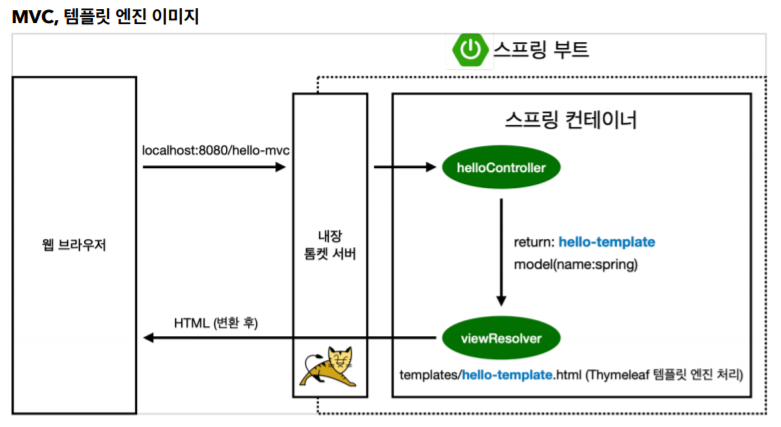 MVC, 템플릿 엔진 이미지
스프링 부트
스프링 컨테이너
localhost:8080/hello-mvc
helloController
웹 브라우저
내장
톰켓 서버
return: hello-template
model(name:spring)
HTML (변환 후)
viewResolver
templates/hello-template.html (Thymeleaf 템플릿 엔진 처리)